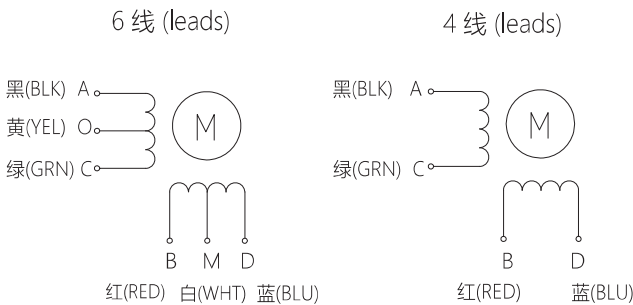 6 线 (leads)
4 线 (leads)
黑(BLK) A
黄(YEL) O
绿(GRN) C
M
B M D
红(RED) 白(WHT) 蓝(BLU)
黑(BLK) A
绿(GRN) C
M
B D
红(RED) 蓝(BLU)